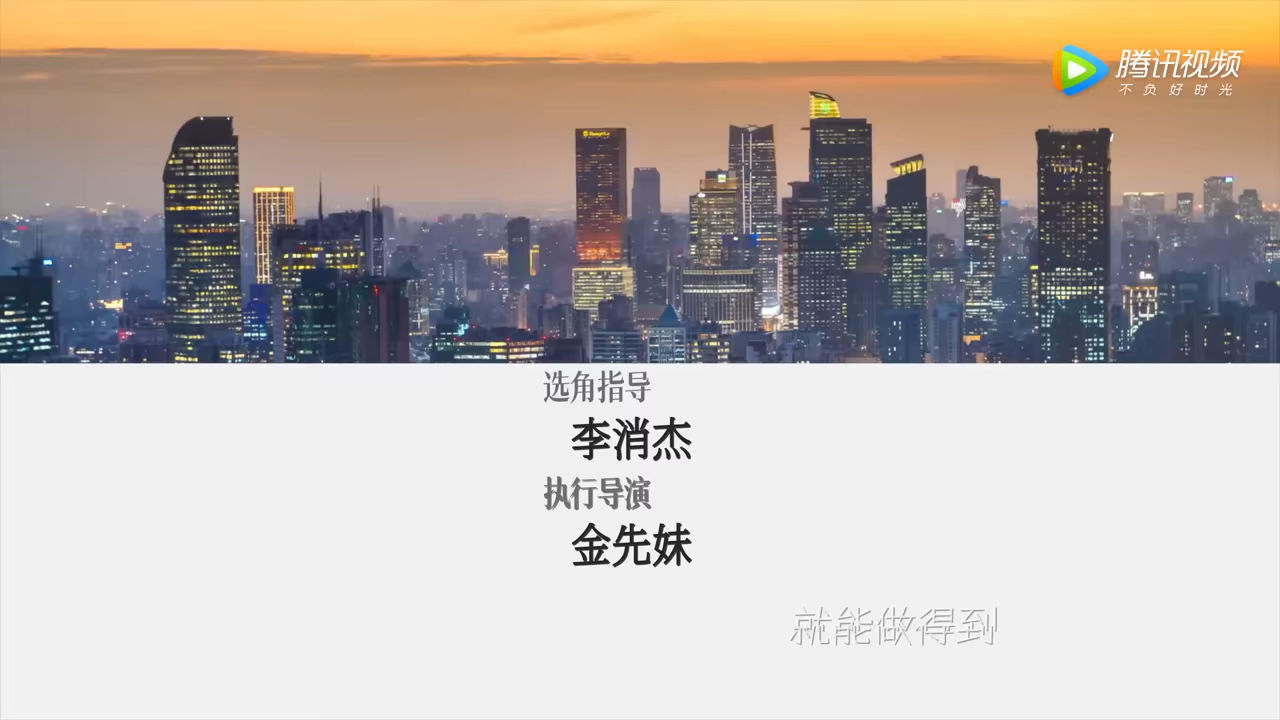 腾讯视频
不负好时光
选角指导
李消杰
执行导演
金先妹
就能做得到